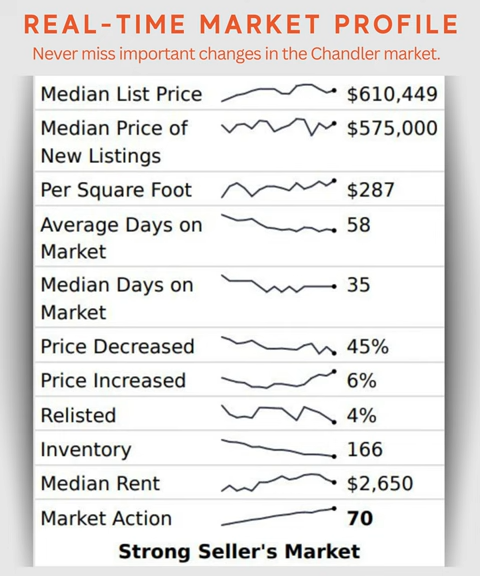 REAL-TIME MARKET PROFILE
Never miss important changes in the Chandler market.
Median List Price $610,449
Median Price of $575,000
New Listings
Per Square Foot $287
Average Days on 58
Market
Median Days on 35
Market
Price Decreased 45%
Price Increased 6%
Relisted 4%
Inventory 166
Median Rent $2,650
Market Action 70
Strong Seller's Market